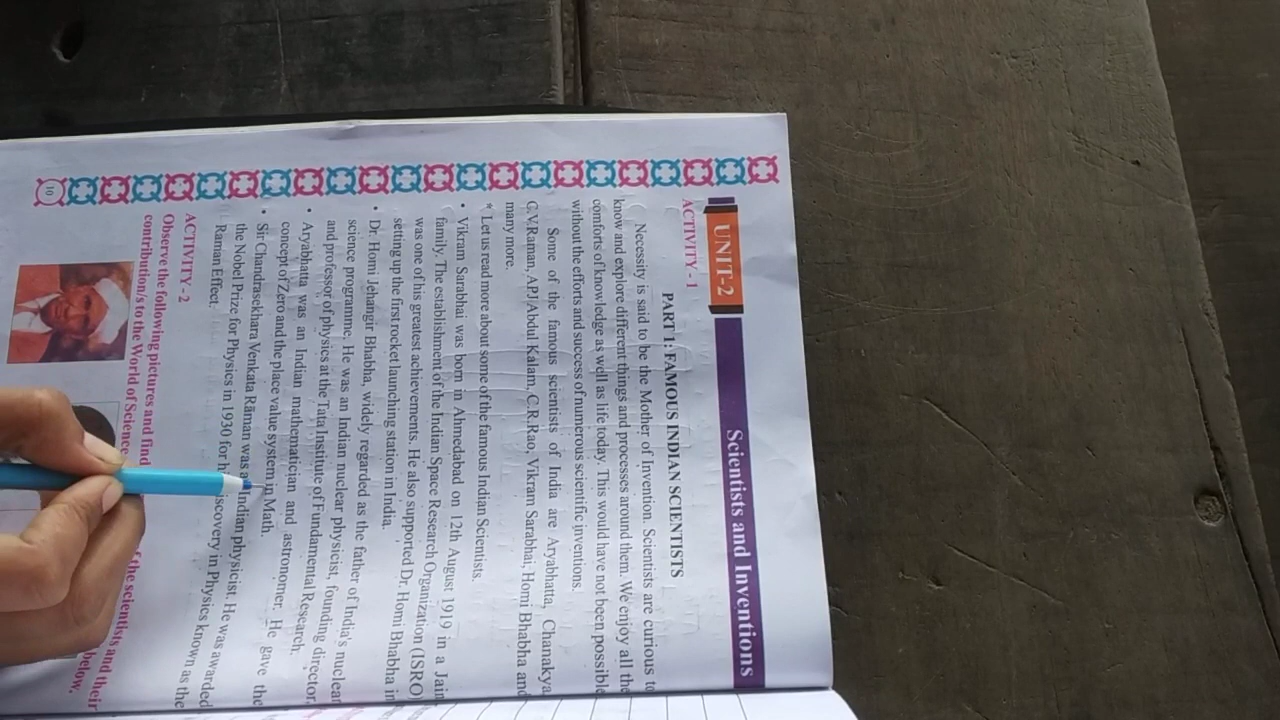 UNIT-2 Scientists and Inventions
ACTIVITY - 1
PART 1: FAMOUS INDIAN SCIENTISTS
Necessity is said to be the Mother of Invention. Scientists are curious to
know and explore different things and processes around them. We enjoy all the
comforts of knowledge as well as life today. This would have not been possible
without the efforts and success of numerous scientific inventions.
Some of the famous scientists of India are Aryabhatta, Chanakya,
C.V.Raman, APJ Abdul Kalam, C.R.Rao, Vikram Sarabhai, Homi Bhabha and
many more.
* Let us read more about some of the famous Indian Scientists.
• Vikram Sarabhai was born in Ahmedabad on 12th August 1919 in a Jain
family. The establishment of the Indian Space Research Organization (ISRO)
was one of his greatest achievements. He also supported Dr. Homi Bhabha in
setting up the first rocket launching station in India.
• Dr. Homi Jehangir Bhabha, widely regarded as the father of India's nuclear
science programme. He was an Indian nuclear physicist, founding director,
and professor of physics at the Tata Institute of Fundamental Research.
• Aryabhatta was an Indian mathematician and astronomer. He gave the
concept of Zero and the place value system in Math.
• Sir Chandrasekhara Venkata Raman was an Indian physicist. He was awarded
the Nobel Prize for Physics in 1930 for discovery in Physics known as the
Raman Effect.
ACTIVITY - 2
Observe the following pictures and find of the scientists and their
contribution/s to the World of Science below.
10